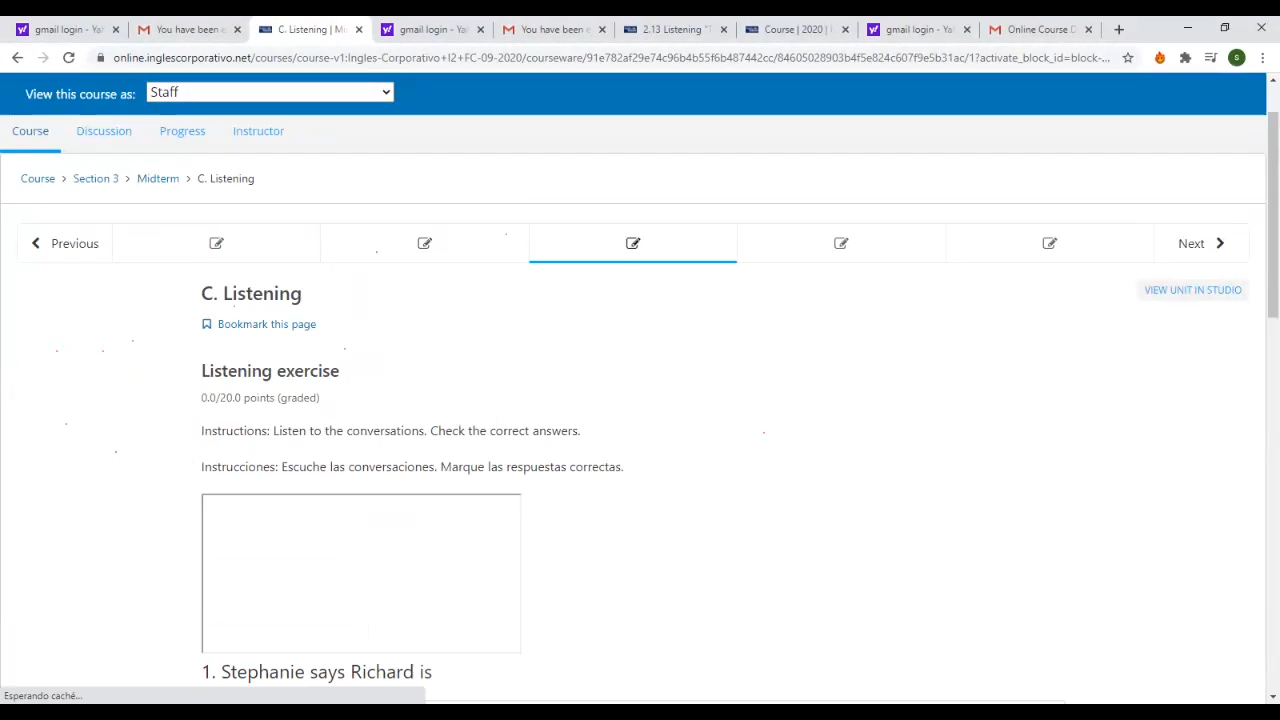 gmail login - Ya
You have been e
C. Listening | Mi
gmail login - Ya
You have been e
2.13 Listening "T
Course | 2020 |
gmail login - Ya
Online Course D
online.inglescorporativo.net/courses/course-v1:Ingles-Corporativo+I2+FC-09-2020/courseware/91e782af29e74c96b4b55f6b487442cc/84605028903b4f5e824c607f9e5b31ac/1?activate_block_id=block-...
S
View this course as: Staff
Course Discussion Progress Instructor
Course > Section 3 > Midterm > C. Listening
Previous
Next
C. Listening
VIEW UNIT IN STUDIO
Bookmark this page
Listening exercise
0.0/20.0 points (graded)
Instructions: Listen to the conversations. Check the correct answers.
Instrucciones: Escuche las conversaciones. Marque las respuestas correctas.
1. Stephanie says Richard is
Esperando caché...